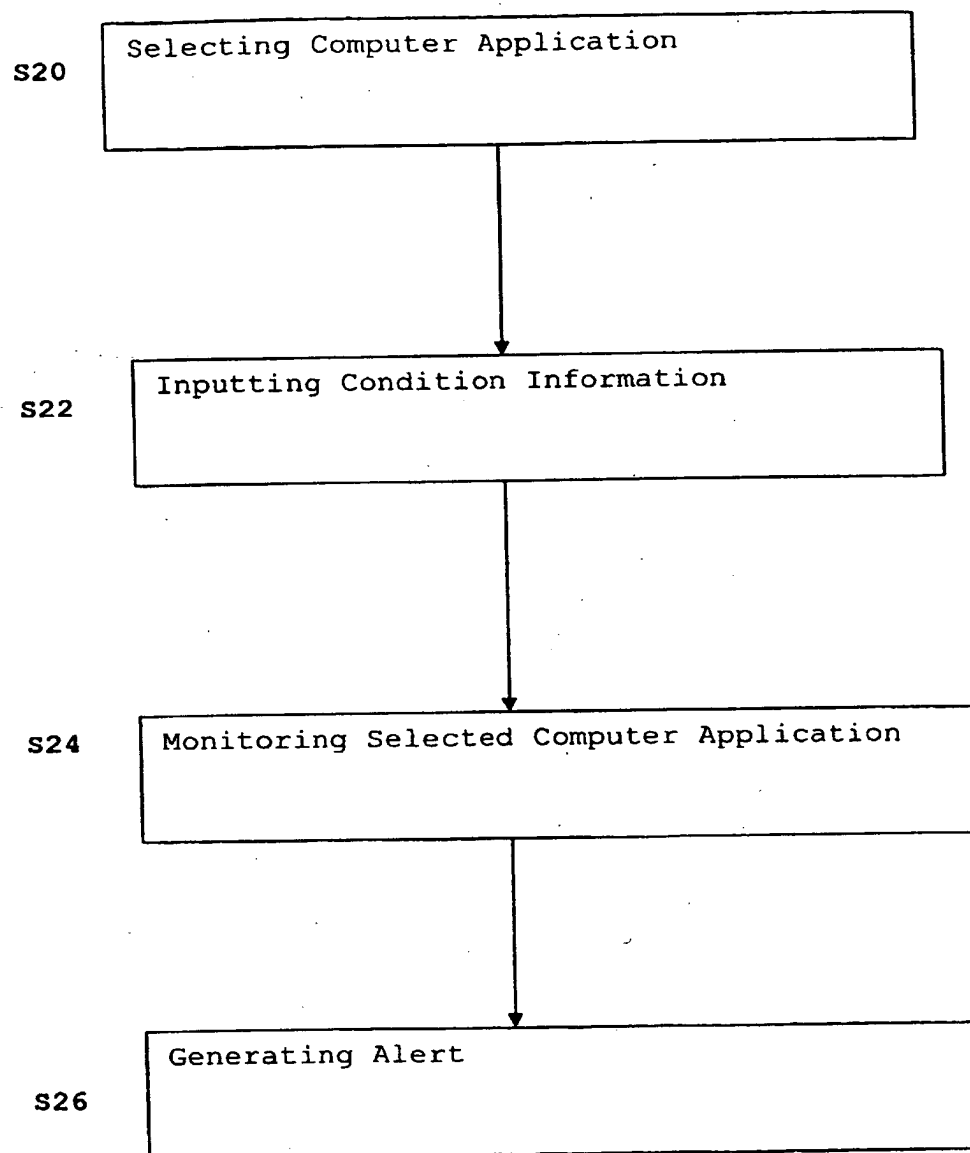 Selecting Computer Application
S20
Inputting Condition Information
S22
Monitoring Selected Computer Application
S24
Generating Alert
S26